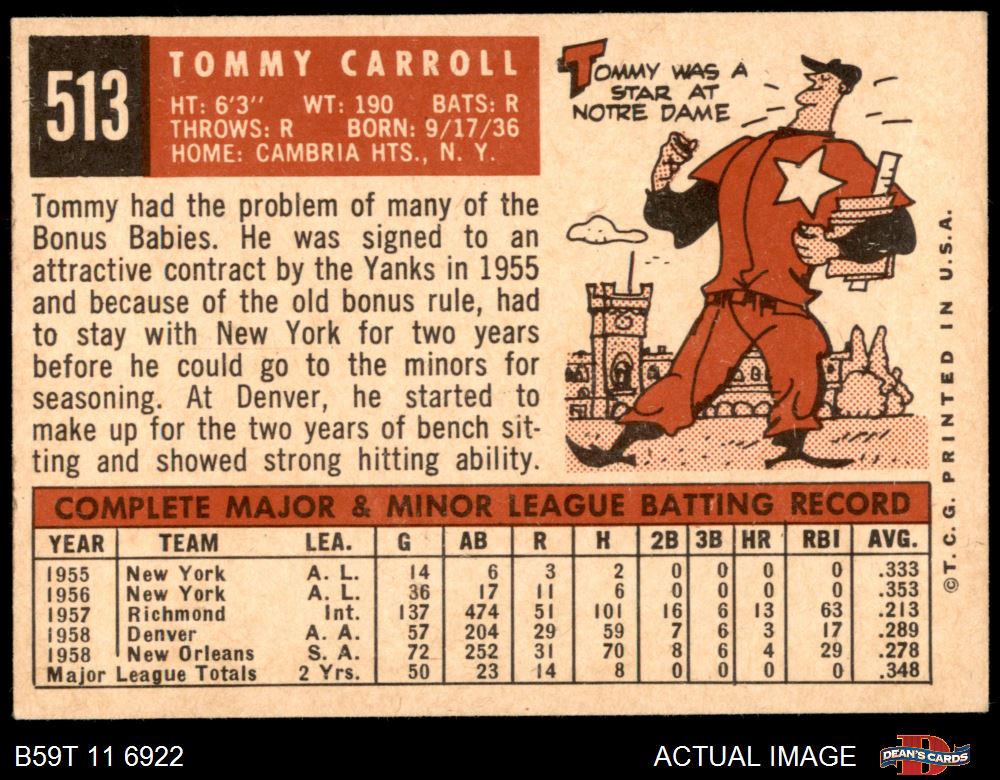 513
TOMMY CARROLL
HT: 6'3" WT: 190 BATS: R
THROWS: R BORN: 9/17/36
HOME: CAMBRIA HTS., N. Y.
TOMMY WAS A
STAR AT
NOTRE DAME
Tommy had the problem of many of the
Bonus Babies. He was signed to an
attractive contract by the Yanks in 1955
and because of the old bonus rule, had
to stay with New York for two years
before he could go to the minors for
seasoning. At Denver, he started to
make up for the two years of bench sit-
ting and showed strong hitting ability.
COMPLETE MAJOR & MINOR LEAGUE BATTING RECORD
YEAR TEAM LEA. G AB R H 2B 3B HR RBI AVG.
1955 New York A. L. 14 6 3 2 0 0 0 0 .333
1956 New York A. L. 36 17 11 6 0 0 0 0 .353
1957 Richmond Int. 137 474 51 101 16 6 13 63 .213
1958 Denver A. A. 57 204 29 59 7 6 3 17 .289
1958 New Orleans S. A. 72 252 31 70 8 6 4 29 .278
Major League Totals 2 Yrs. 50 23 14 8 0 0 0 0 .348
©T. C. G. PRINTED IN U.S.A.
B59T 11 6922
ACTUAL IMAGE
DEAN'S CARDS